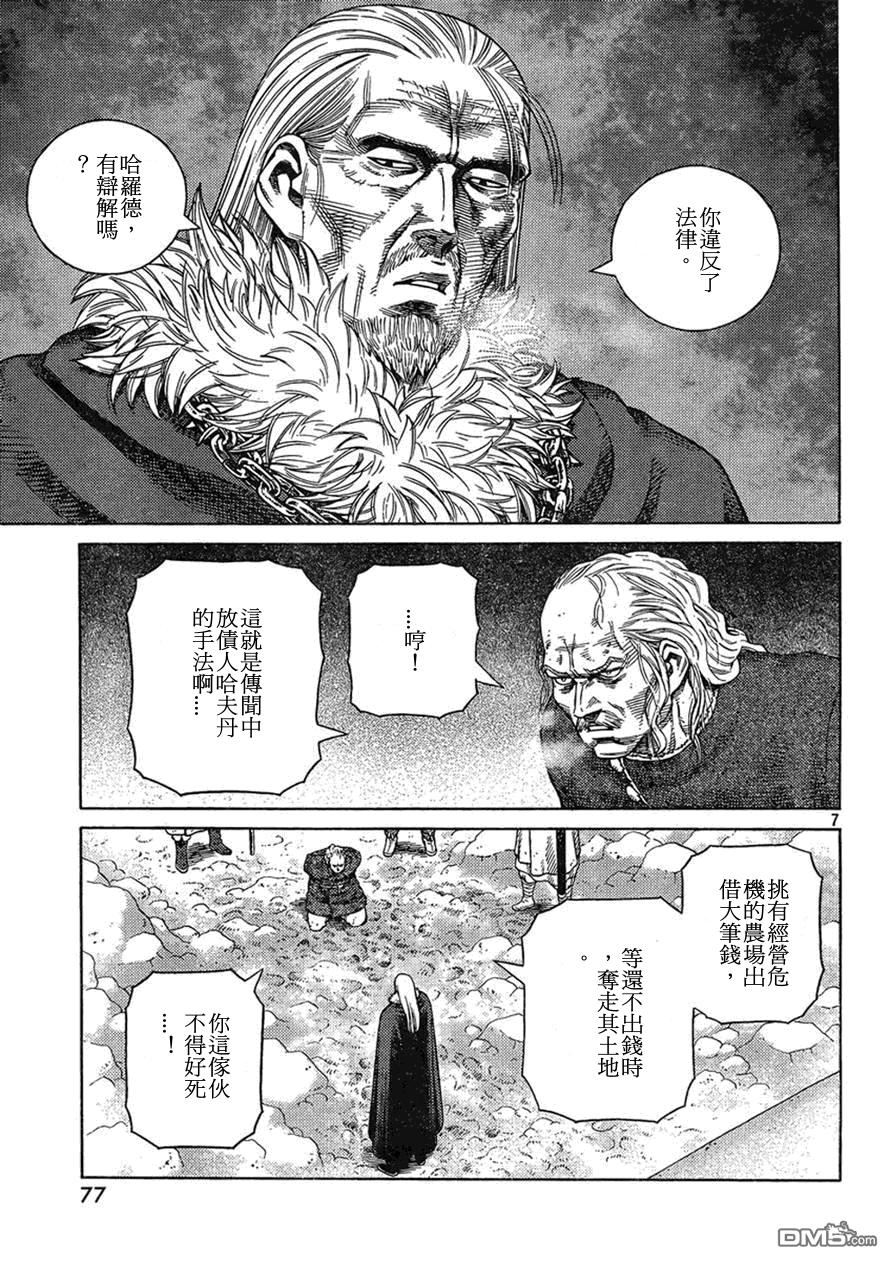 你違反了
法律。
哈羅德，
有辯解嗎
？
……哼！
這就是傳聞中
放債人哈夫丹
的手法啊……
7
挑有經營危
機的農場出
借大筆錢，
等還不出錢時
，奪走其土地
。
你這傢伙
不得好死
……！
77
DM5.com